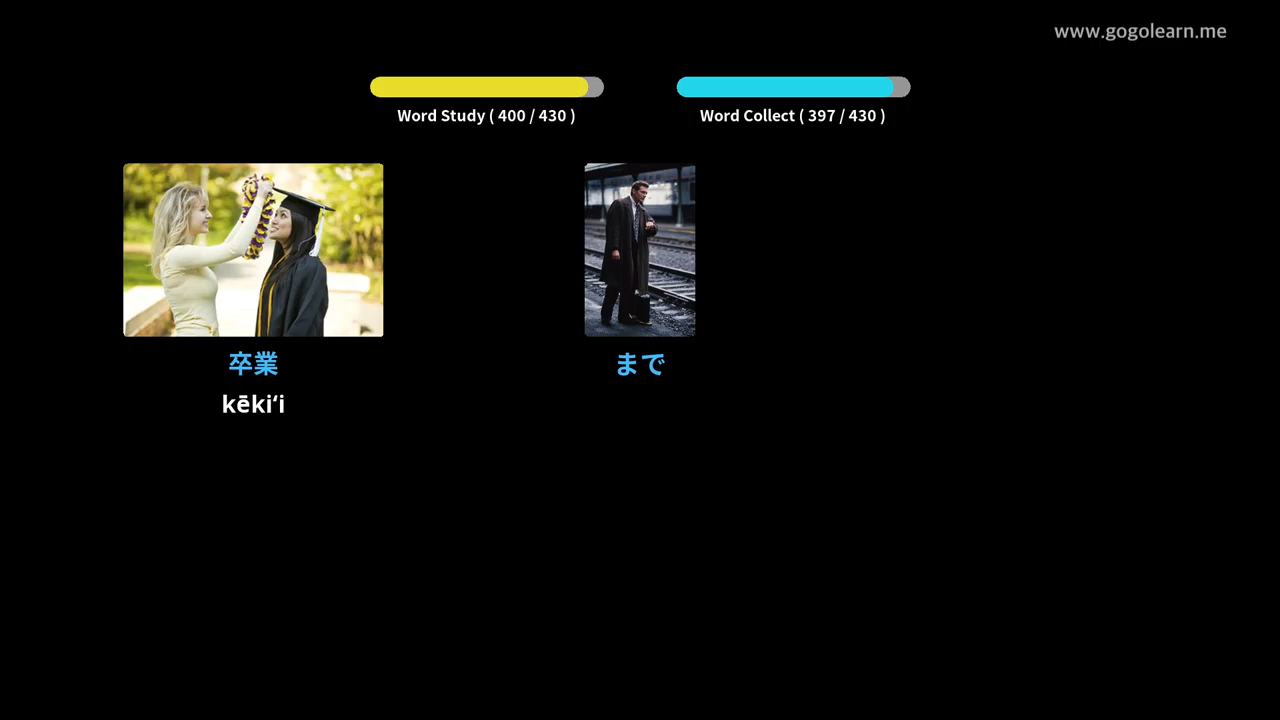 www.gogolearn.me
Word Study ( 400 / 430 )
Word Collect ( 397 / 430 )
卒業
まで
kēkiʻi